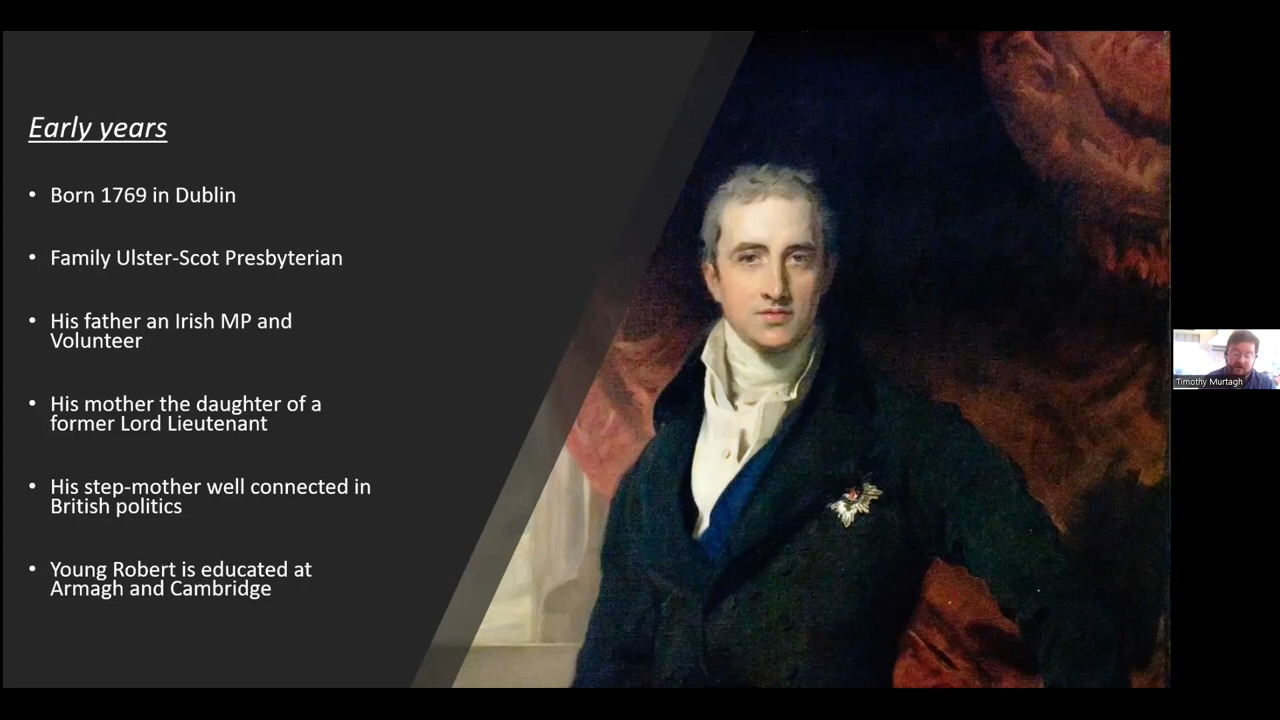 Early years
• Born 1769 in Dublin
• Family Ulster-Scot Presbyterian
• His father an Irish MP and
Volunteer
• His mother the daughter of a
former Lord Lieutenant
• His step-mother well connected in
British politics
• Young Robert is educated at
Armagh and Cambridge
Timothy Murtagh